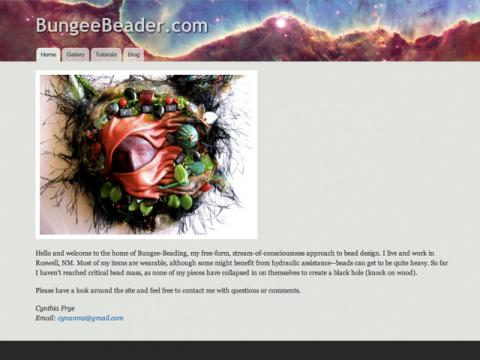 BungeeBeader.com
Home Gallery Tutorials Blog
Hello and welcome to the home of Bungee-Beading, my free-form, stream-of-consciousness approach to bead design. I live and work in
Roswell, NM. Most of my items are wearable, although some might benefit from hydraulic assistance--beads can get to be quite heavy. So far
I haven't reached critical bead mass, as none of my pieces have collapsed in on themselves to create a black hole (knock on wood).
Please have a look around the site and feel free to contact me with questions or comments.
Cynthia Frye
Email: cynanm2@gmail.com